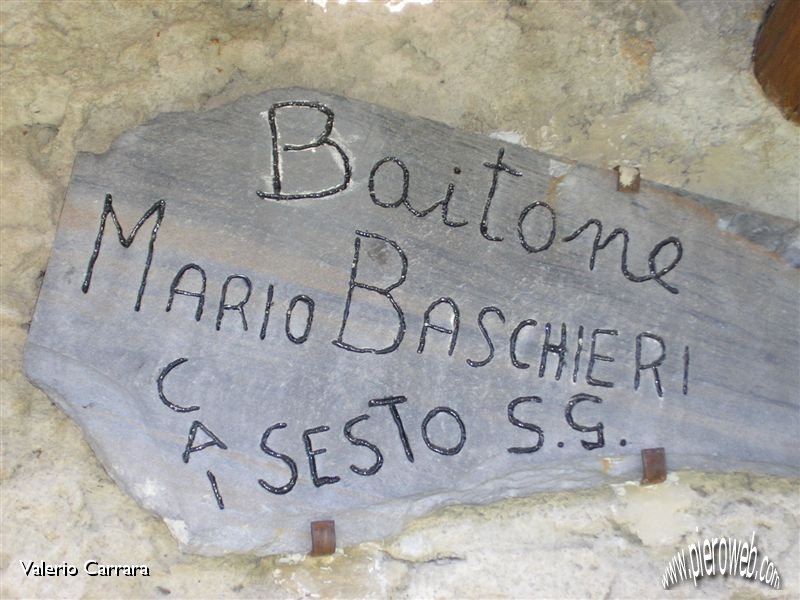 Baitone
MARIO BASCHIERI
CAI SESTO S.G.
Valerio Carrara
www.pieroweb.com